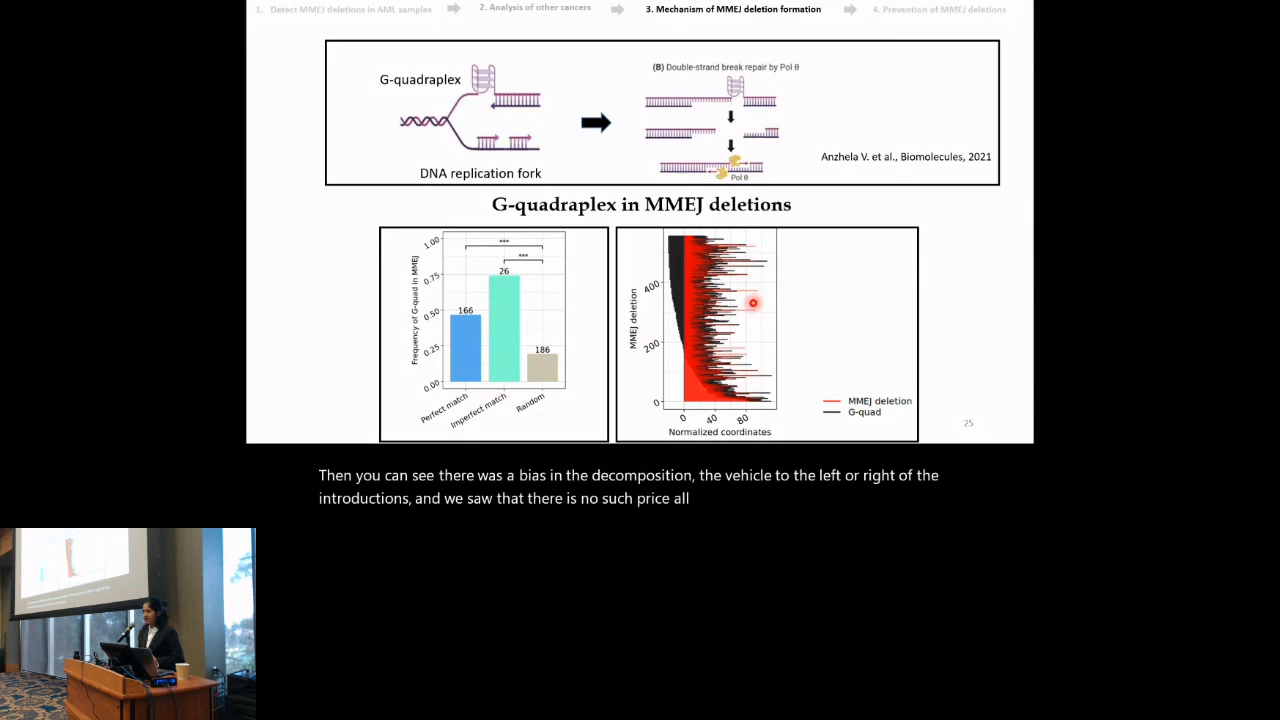 1. Detect MMEJ deletions in AML samples
2. Analysis of other cancers
3. Mechanism of MMEJ deletion formation
4. Prevention of MMEJ deletions
G-quadraplex
DNA replication fork
(B) Double-strand break repair by Pol θ
Pol θ
Anzhela V. et al., Biomolecules, 2021
G-quadraplex in MMEJ deletions
Frequency of G-quad in MMEJ
1.00
0.75
0.50
0.25
0.00
***
***
166
26
186
Perfect match
Imperfect match
Random
MMEJ deletion
400
200
0
0
40
80
Normalized coordinates
MMEJ deletion
G-quad
25
Then you can see there was a bias in the decomposition, the vehicle to the left or right of the
introductions, and we saw that there is no such price all